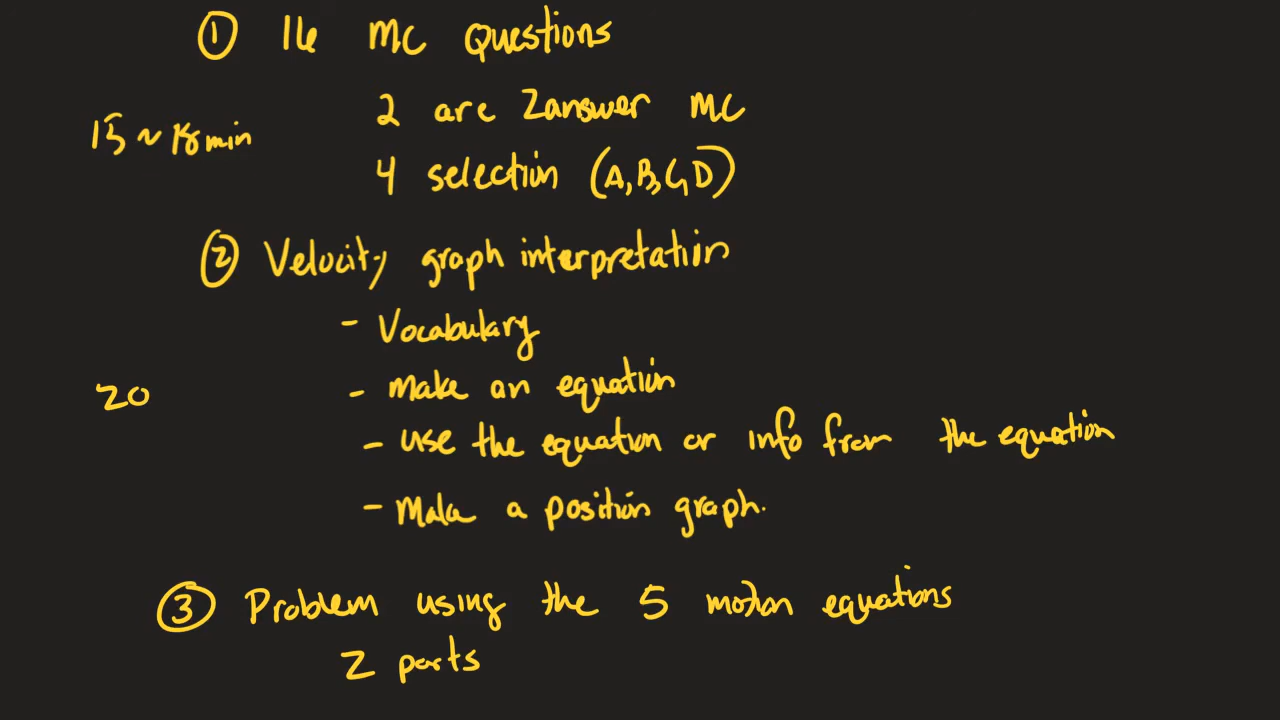 ① 16 MC Questions
2 are 2answer MC
15 ~ 18 min
4 selection (A, B, C, D)
② Velocity graph interpretation
- Vocabulary
- Make an equation
20
- use the equation or info from the equation
- Make a position graph.
③ Problem using the 5 motion equations
2 parts